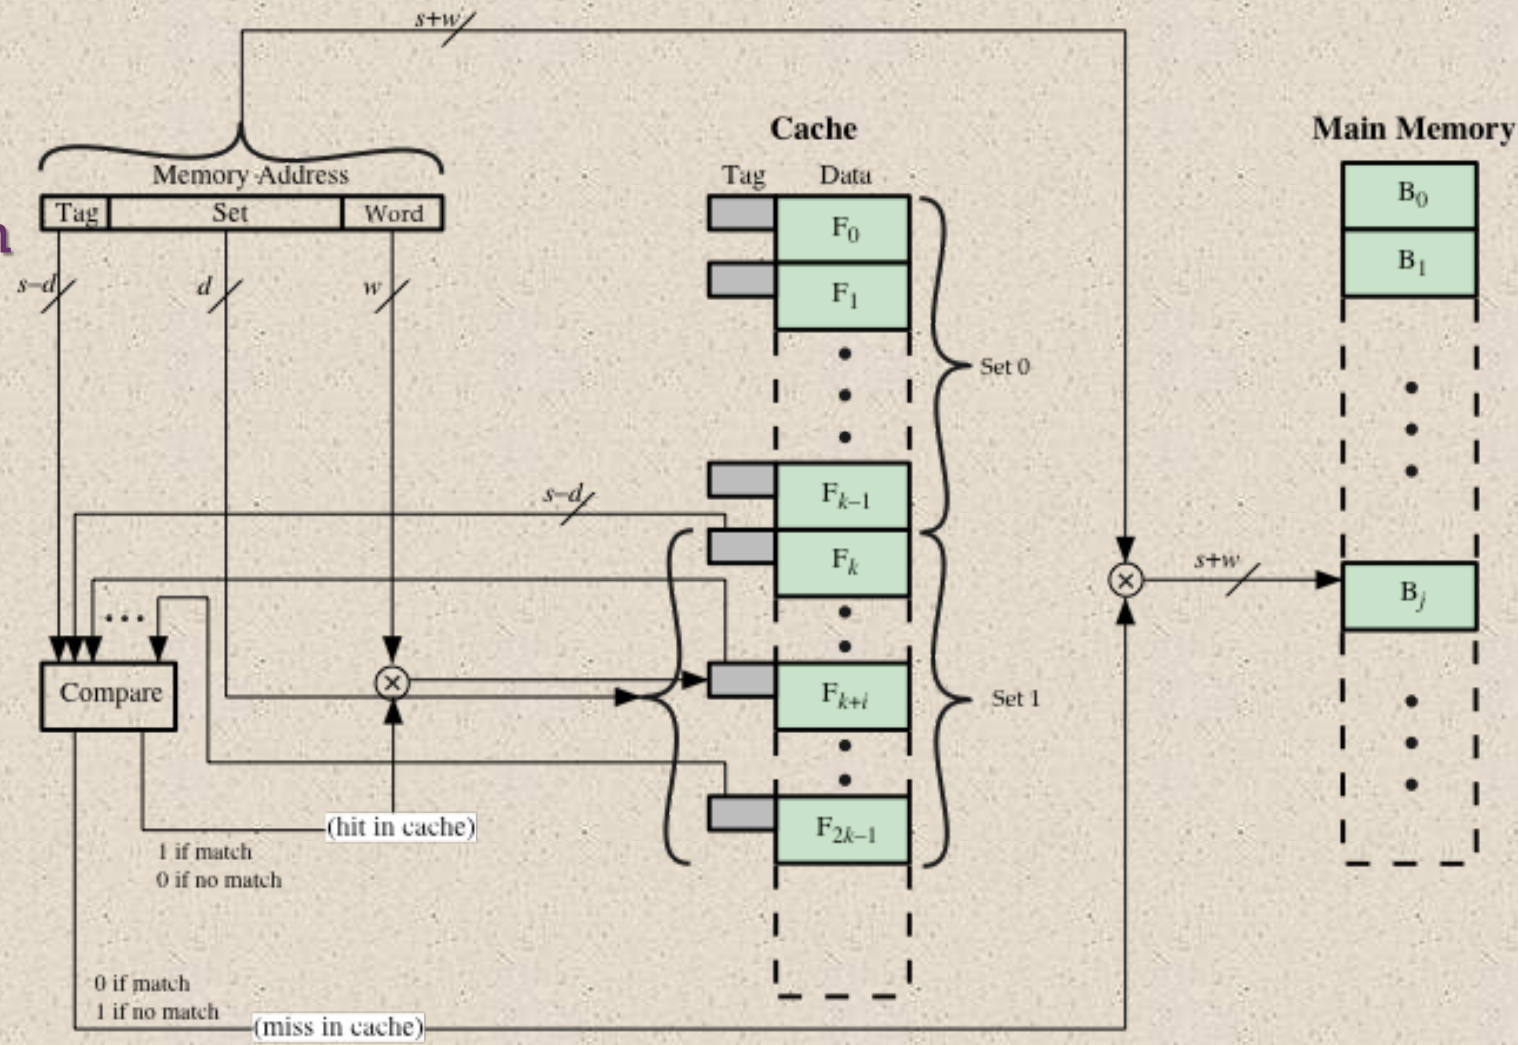 s+w
Cache
Main Memory
Memory Address
Tag Data
Tag Set Word
n
s–d d w
F0
F1
Set 0
B0
B1
s–d
Fk–1
Fk
s+w
Bj
...
Compare
Fk+i
Set 1
F2k–1
(hit in cache)
1 if match
0 if no match
0 if match
1 if no match
(miss in cache)